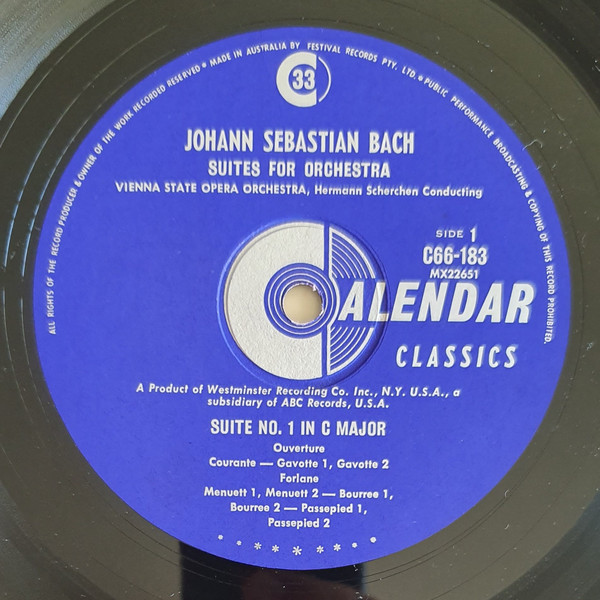 ALL RIGHTS OF THE RECORD PRODUCER & OWNER OF THE WORK RECORDED RESERVED • MADE IN AUSTRALIA BY FESTIVAL RECORDS PTY. LTD. • PUBLIC PERFORMANCE BROADCASTING & COPYING OF THIS RECORD PROHIBITED.
33
JOHANN SEBASTIAN BACH
SUITES FOR ORCHESTRA
VIENNA STATE OPERA ORCHESTRA, Hermann Scherchen Conducting
SIDE 1
C66-183
MX22651
CALENDAR
CLASSICS
A Product of Westminster Recording Co. Inc., N.Y. U.S.A., a
subsidiary of ABC Records, U.S.A.
SUITE NO. 1 IN C MAJOR
Ouverture
Courante — Gavotte 1, Gavotte 2
Forlane
Menuett 1, Menuett 2 — Bourree 1,
Bourree 2 — Passepied 1,
Passepied 2